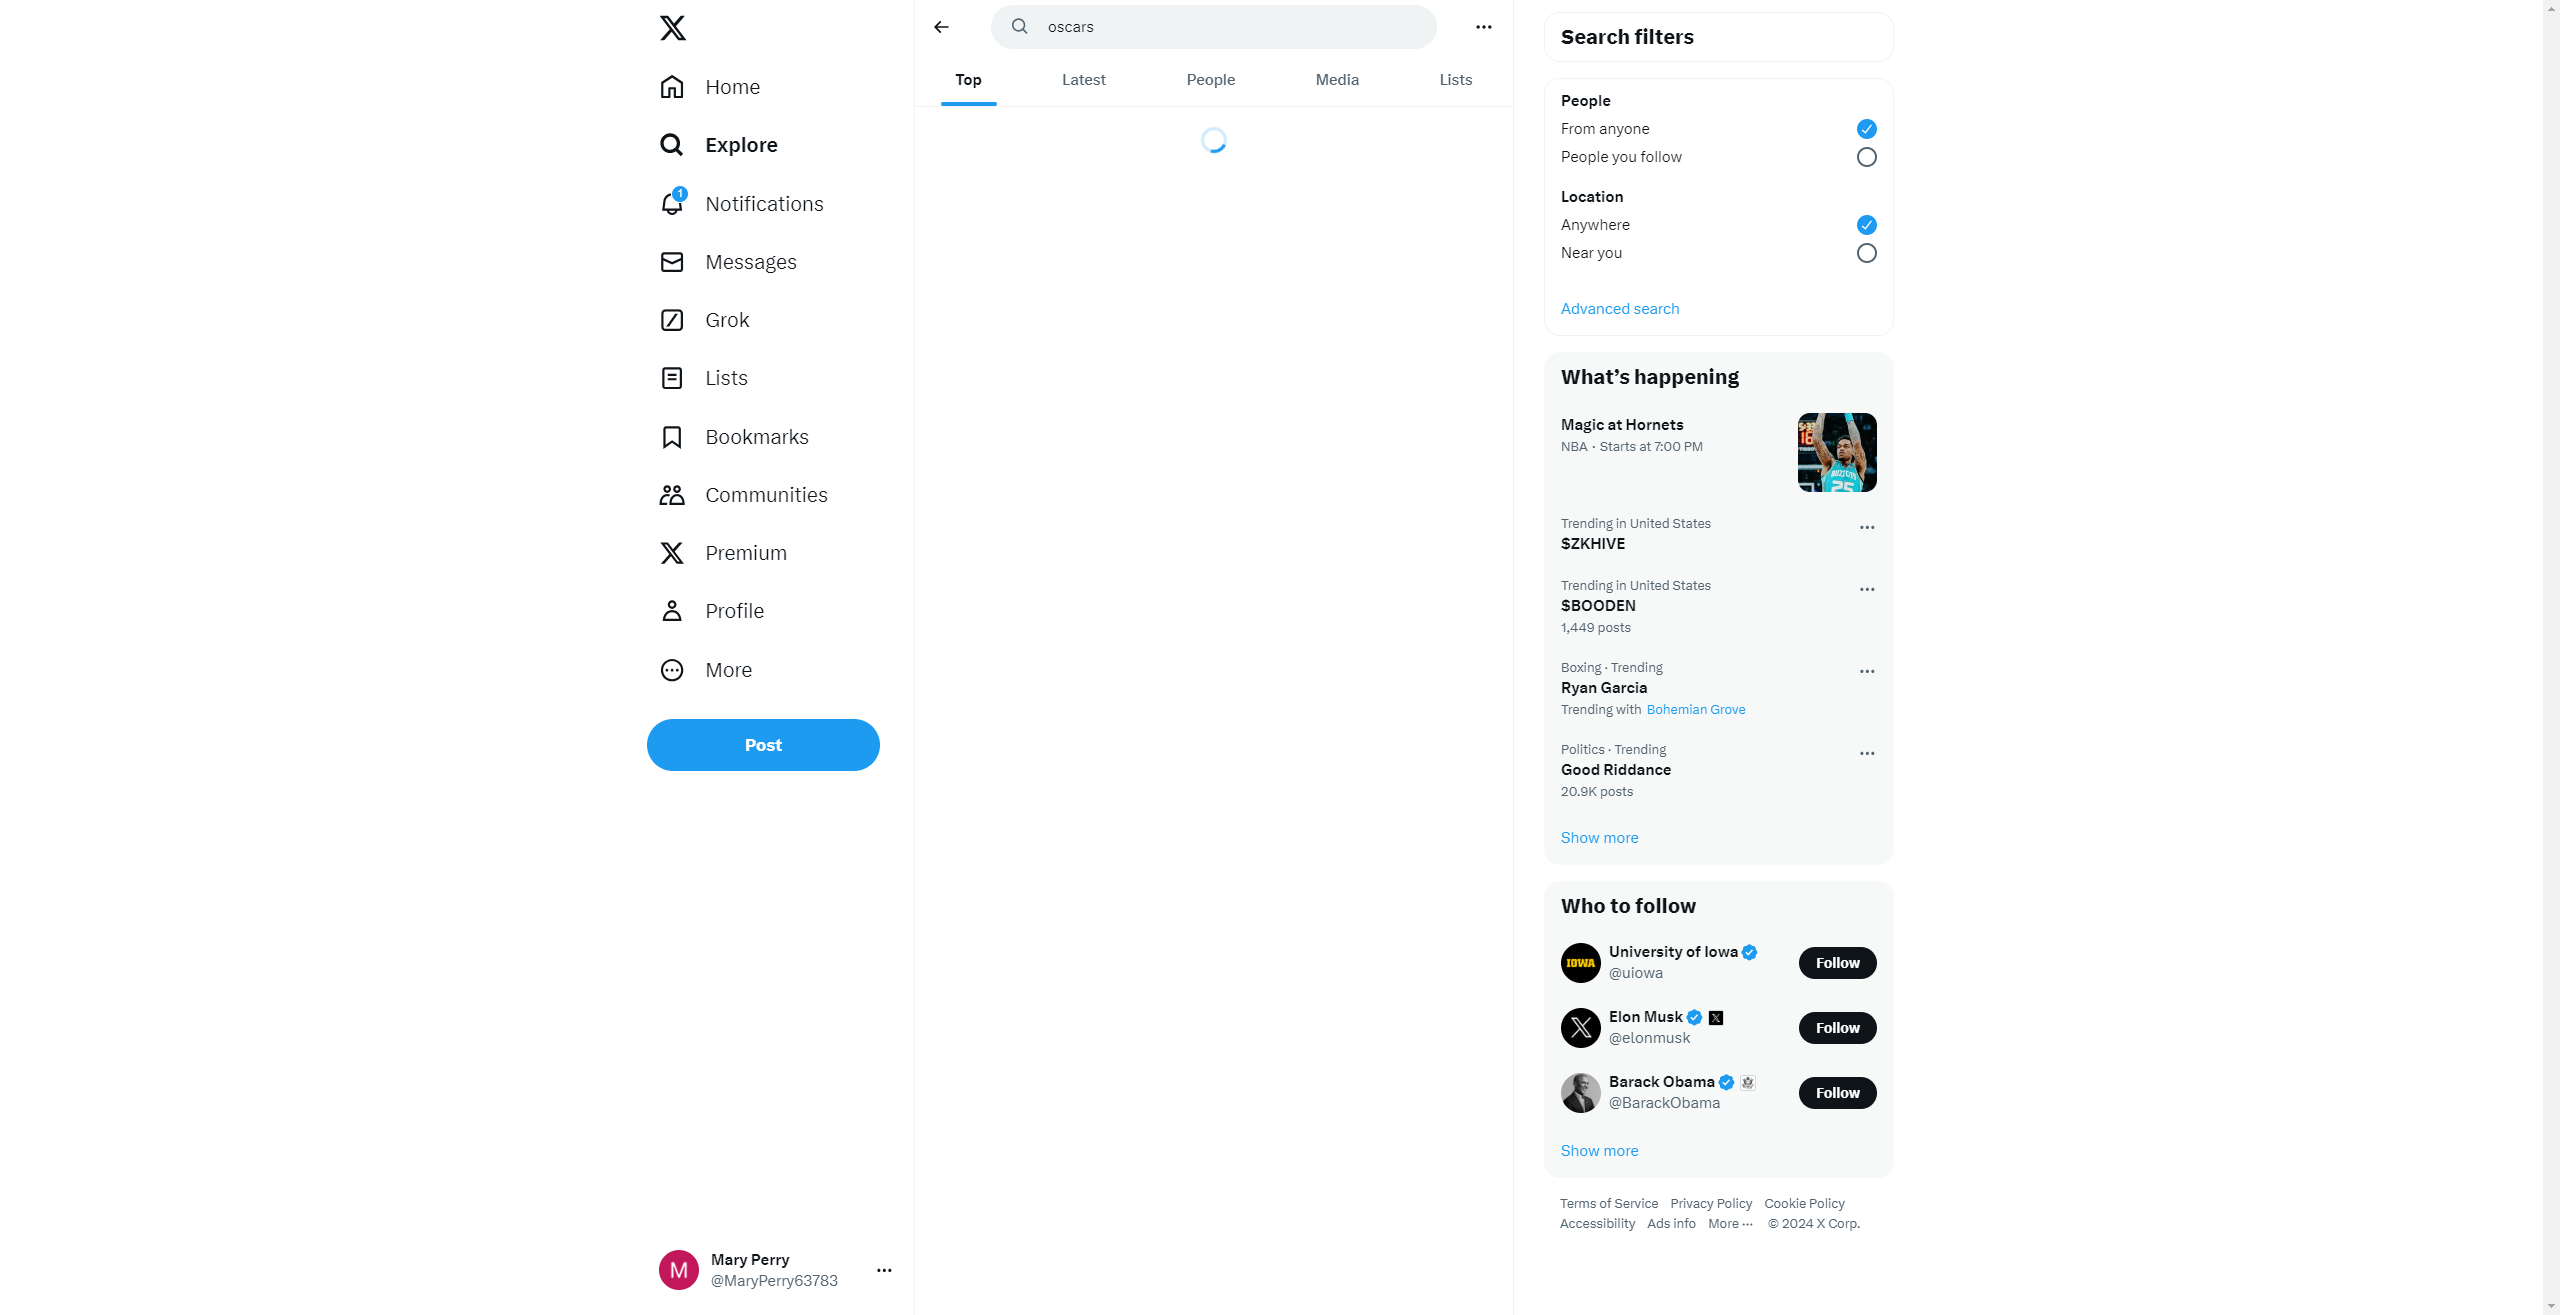 Home
Explore
1
Notifications
Messages
Grok
Lists
Bookmarks
Communities
Premium
Profile
More
Post
M
Mary Perry
@MaryPerry63783
oscars
Top Latest People Media Lists
Search filters
People
From anyone
People you follow
Location
Anywhere
Near you
Advanced search
What’s happening
Magic at Hornets
NBA · Starts at 7:00 PM
25
Trending in United States
$ZKHIVE
Trending in United States
$BOODEN
1,449 posts
Boxing · Trending
Ryan Garcia
Trending with Bohemian Grove
Politics · Trending
Good Riddance
20.9K posts
Show more
Who to follow
IOWA
University of Iowa
@uiowa
Follow
Elon Musk
@elonmusk
Follow
Barack Obama
@BarackObama
Follow
Show more
Terms of Service Privacy Policy Cookie Policy
Accessibility Ads info More ··· © 2024 X Corp.